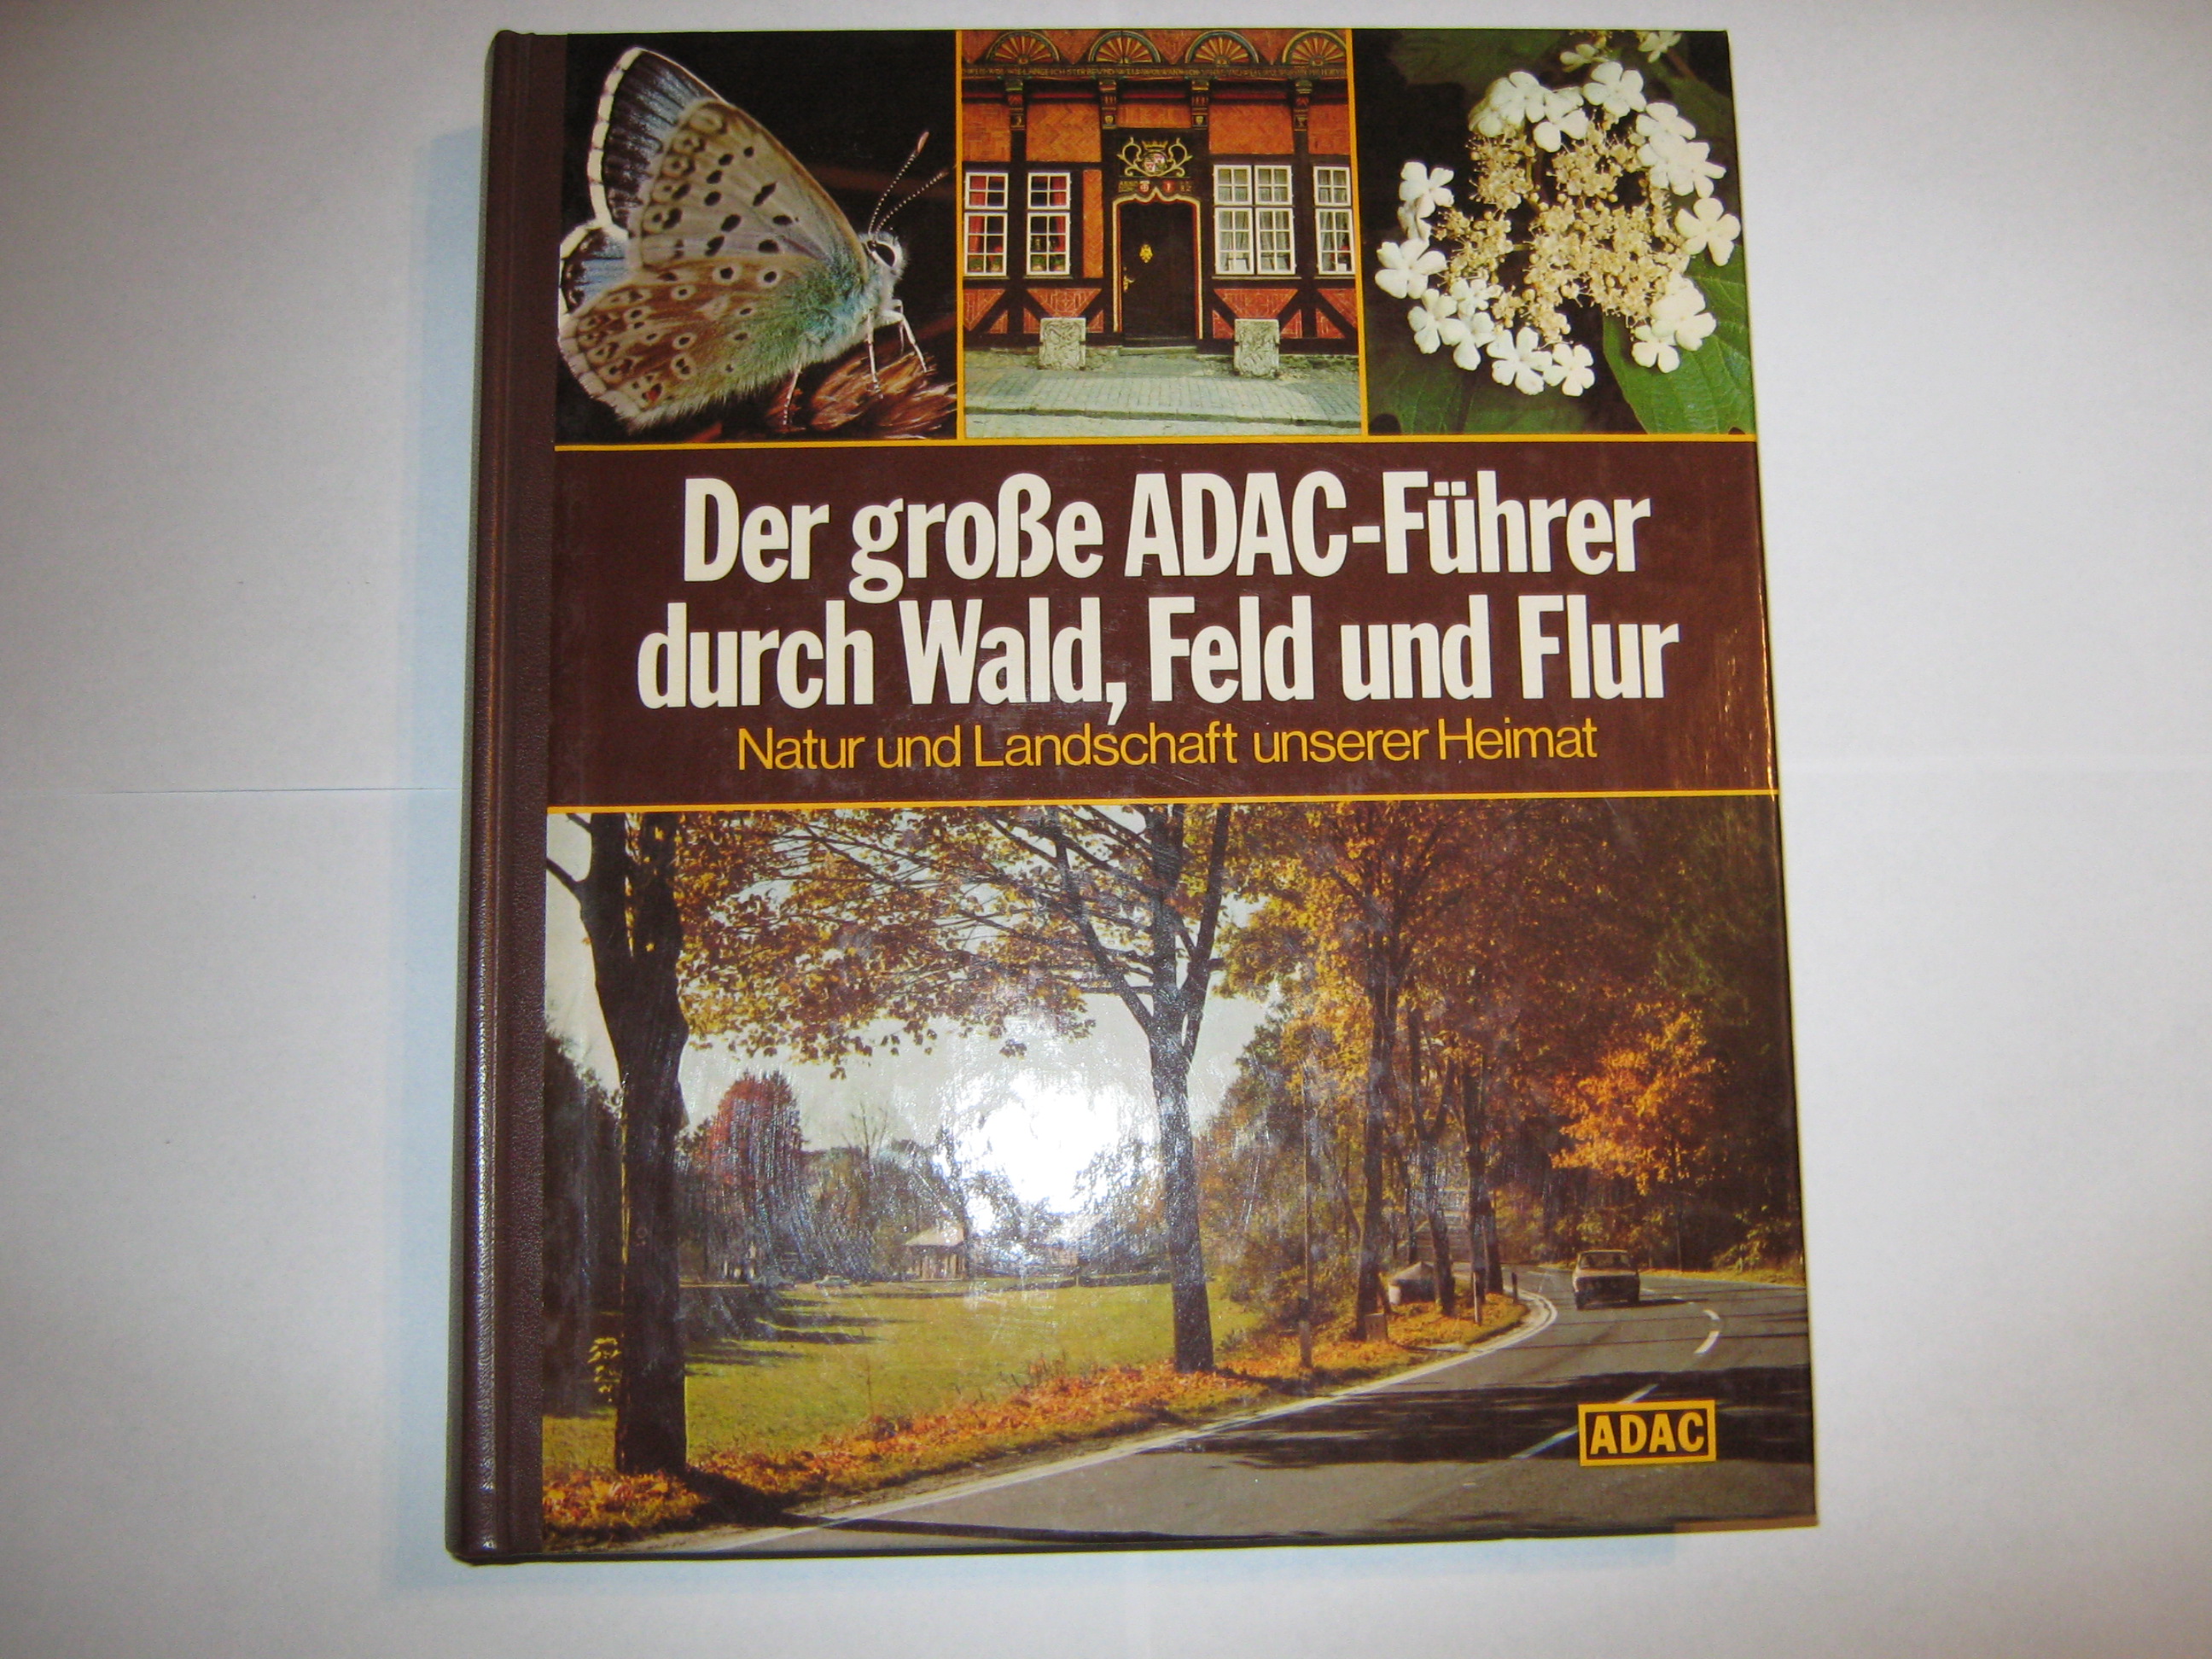 Der große ADAC-Führer
durch Wald, Feld und Flur
Natur und Landschaft unserer Heimat
ADAC